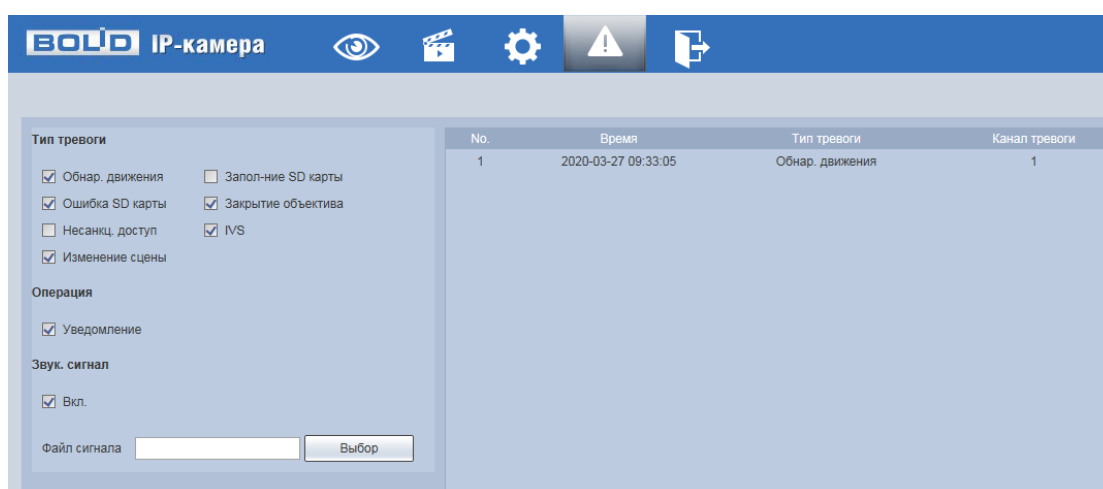 BOLID IP-камера
Тип тревоги
Обнар. движения
Запол-ние SD карты
Ошибка SD карты
Закрытие объектива
Несанкц. доступ
IVS
Изменение сцены
Операция
Уведомление
Звук. сигнал
Вкл.
Файл сигнала
Выбор
No. Время Тип тревоги Канал тревоги
1 2020-03-27 09:33:05 Обнар. движения 1